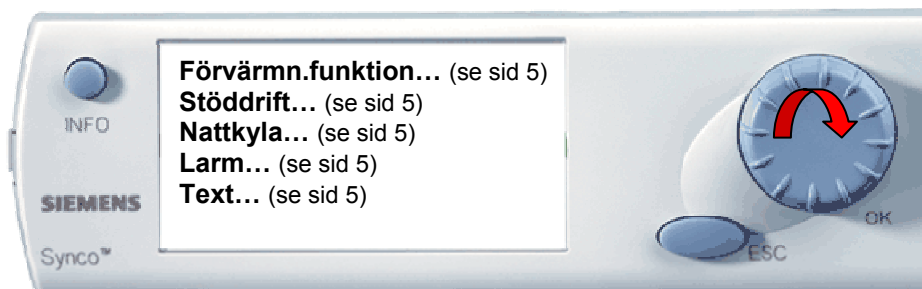 Förvärmn.funktion… (se sid 5)
Stöddrift… (se sid 5)
Nattkyla… (se sid 5)
Larm… (se sid 5)
Text… (se sid 5)
INFO
SIEMENS
Synco™
ESC
OK